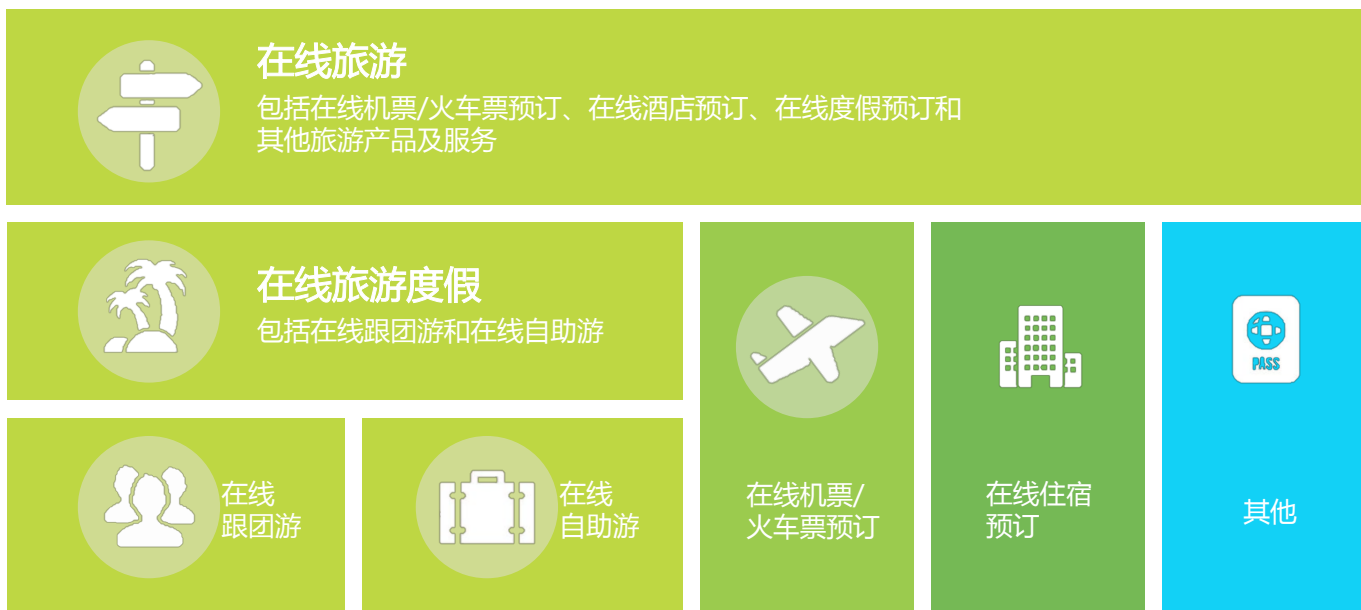 在线旅游
包括在线机票/火车票预订、在线酒店预订、在线度假预订和
其他旅游产品及服务
在线旅游度假
包括在线跟团游和在线自助游
在线
跟团游
在线
自助游
在线机票/
火车票预订
在线住宿
预订
PASS
其他